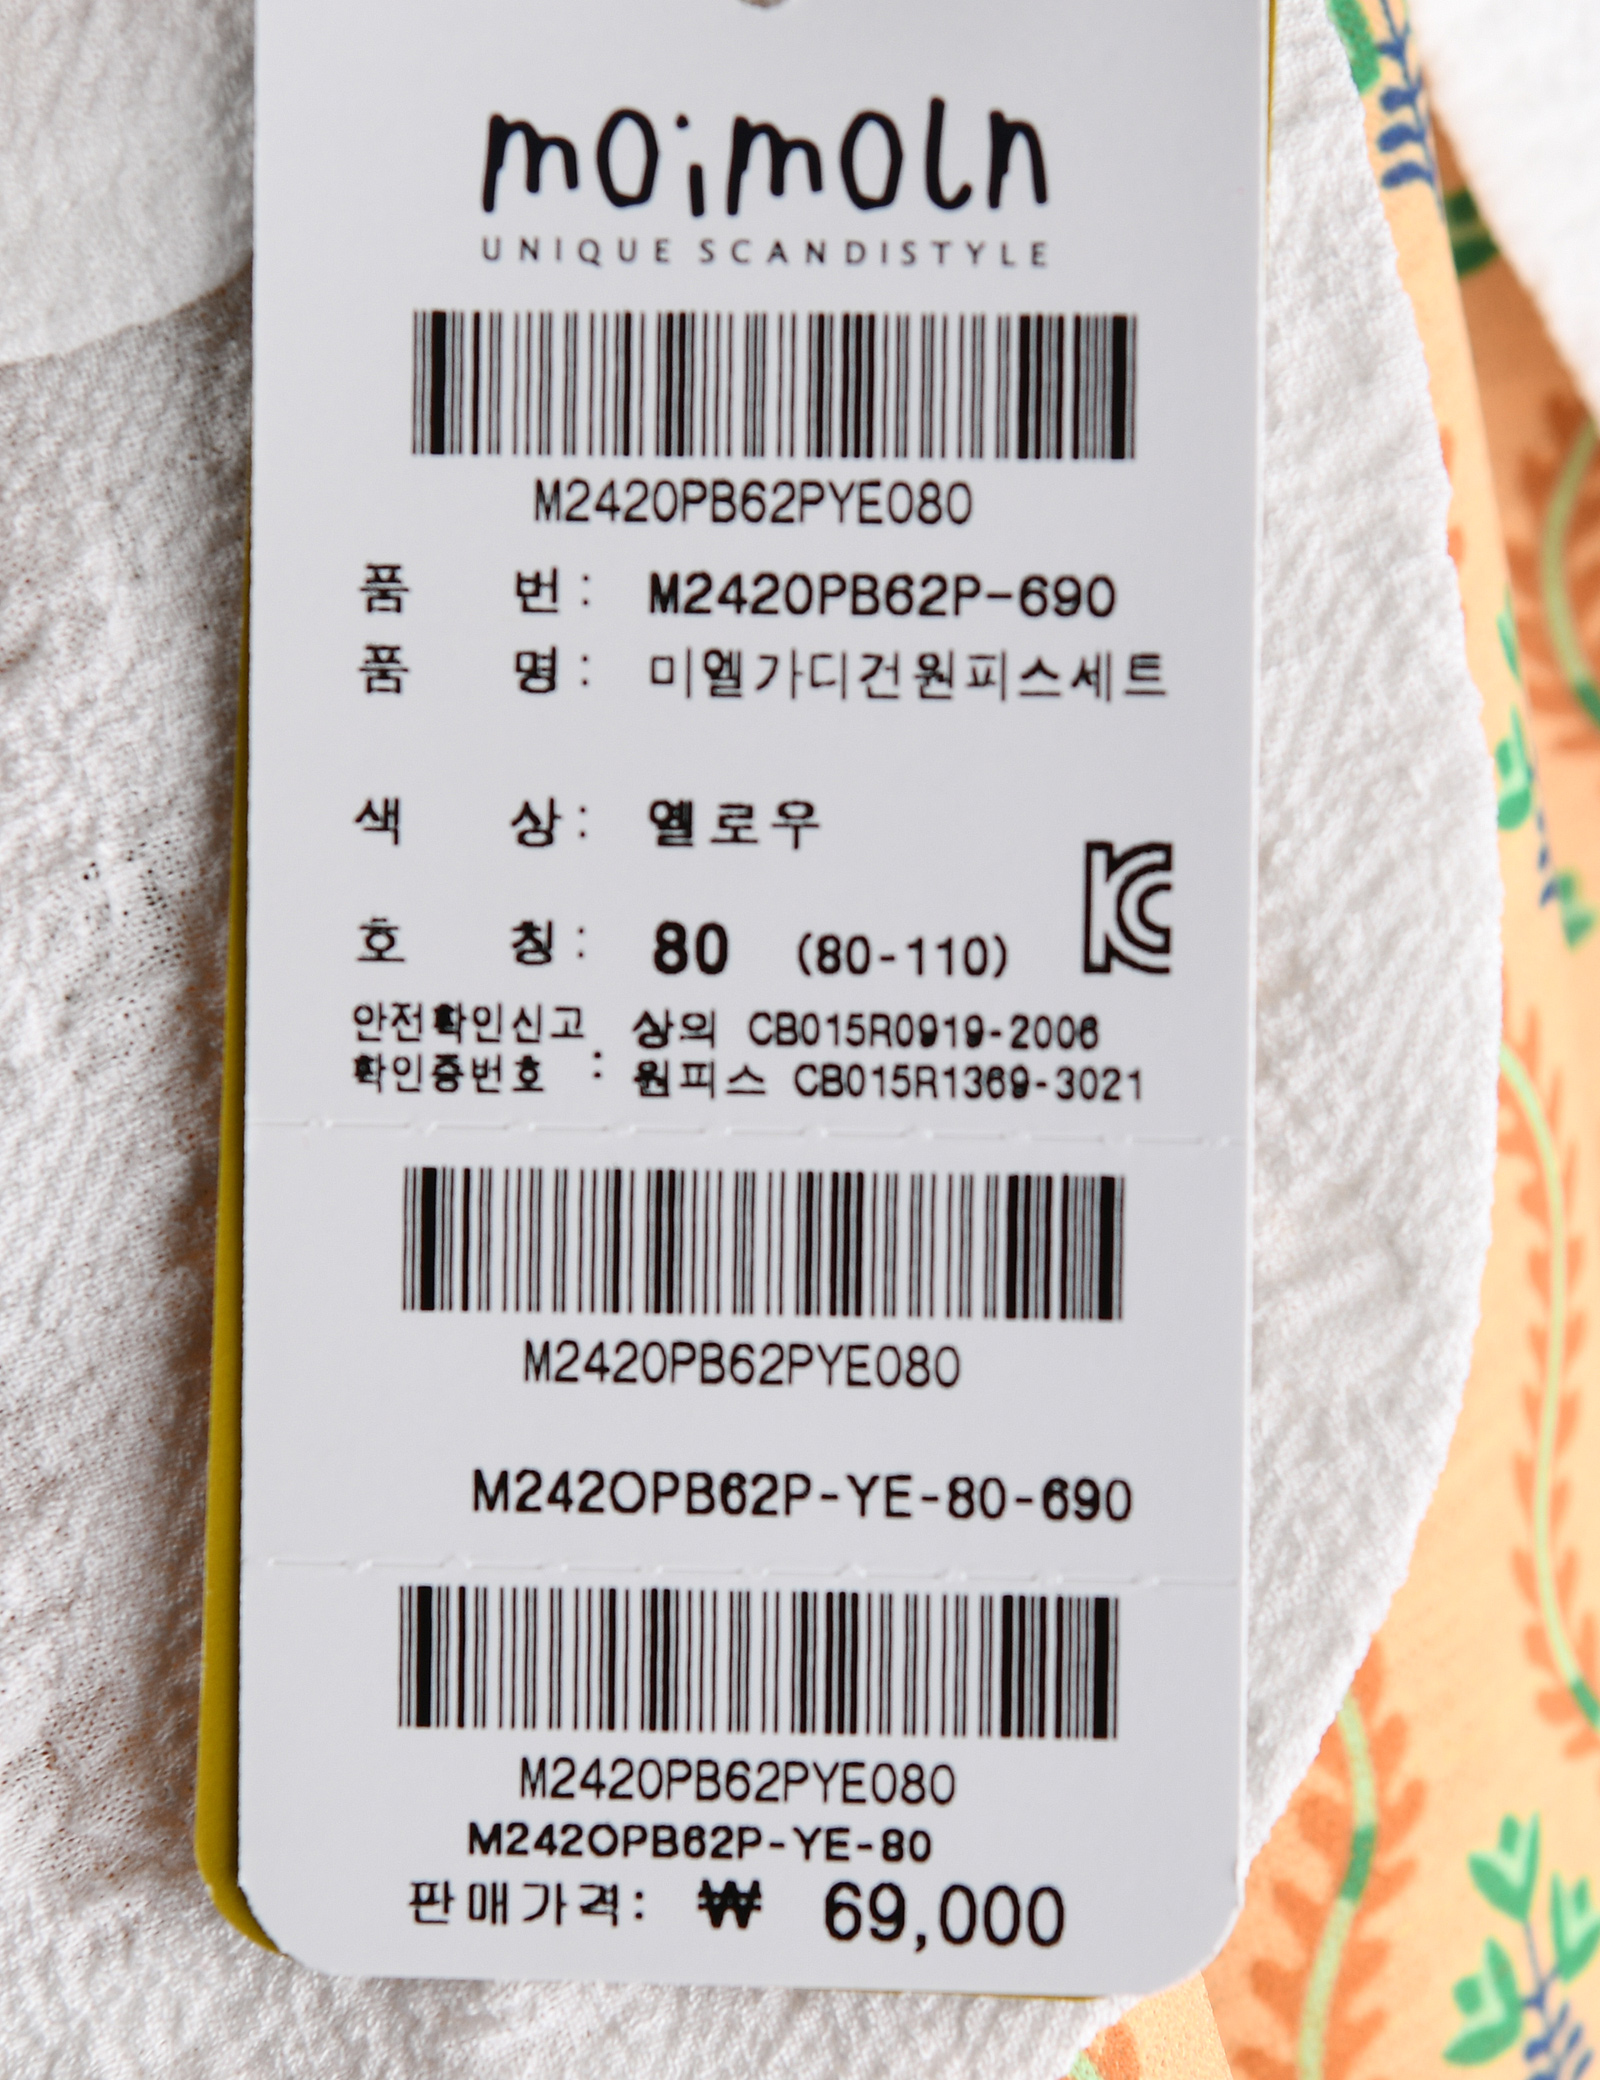 moimoln
UNIQUE SCANDISTYLE
M2420PB62PYE080
품 번 : M2420PB62P-690
품 명 : 미엘가디건원피스세트
색 상 : 옐로우
호 칭 : 80 (80-110)
안전확인신고 상의 CB015R0919-2006
확인증번호 : 원피스 CB015R1369-3021
M2420PB62PYE080
M242OPB62P-YE-80-690
M2420PB62PYE080
M242OPB62P-YE-80
판매가격: ₩ 69,000